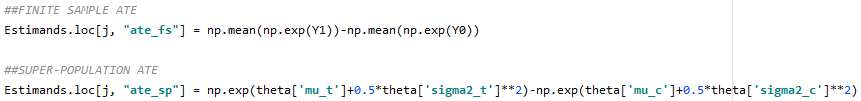 ##FINITE SAMPLE ATE
Estimands.loc[j, "ate_fs"] = np.mean(np.exp(Y1))-np.mean(np.exp(Y0))
##SUPER-POPULATION ATE
Estimands.loc[j, "ate_sp"] = np.exp(theta['mu_t']+0.5*theta['sigma2_t']**2)-np.exp(theta['mu_c']+0.5*theta['sigma2_c']**2)